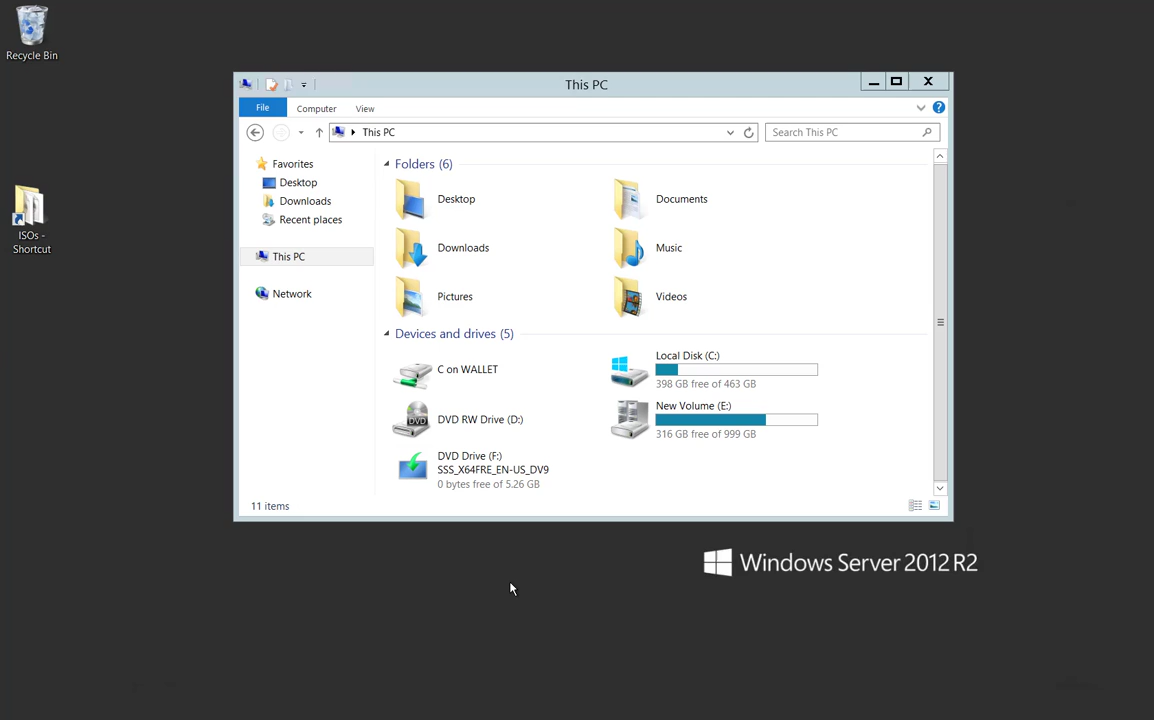 Recycle Bin
ISOs -
Shortcut
This PC
File
Computer
View
This PC
Search This PC
Favorites
Desktop
Downloads
Recent places
This PC
Network
Folders (6)
Desktop
Documents
Downloads
Music
Pictures
Videos
Devices and drives (5)
C on WALLET
Local Disk (C:)
398 GB free of 463 GB
DVD RW Drive (D:)
DVD
New Volume (E:)
316 GB free of 999 GB
DVD Drive (F:)
SSS_X64FRE_EN-US_DV9
0 bytes free of 5.26 GB
11 items
Windows Server 2012 R2